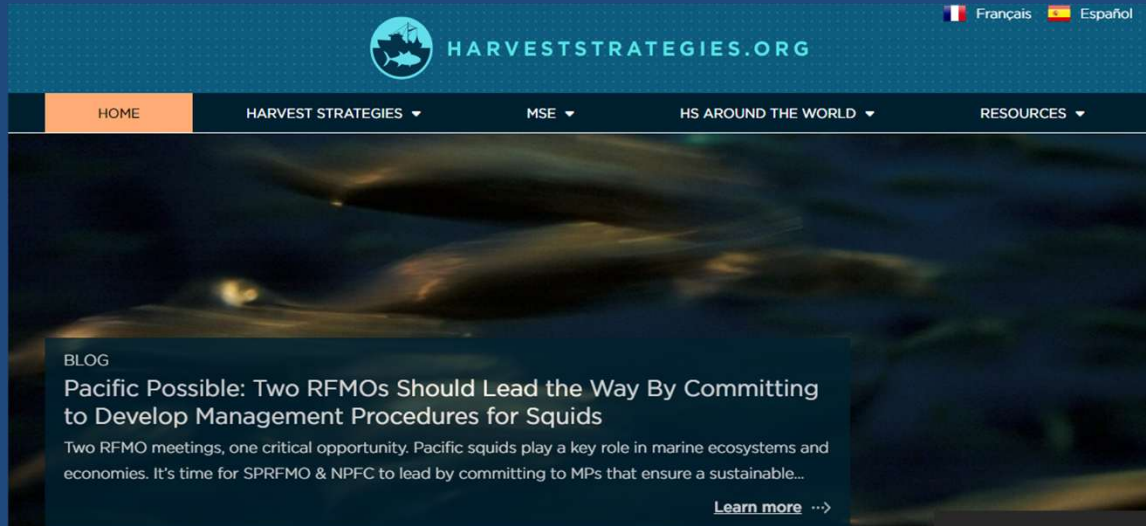 Français Español
HARVESTSTRATEGIES.ORG
HOME HARVEST STRATEGIES MSE HS AROUND THE WORLD RESOURCES
BLOG
Pacific Possible: Two RFMOs Should Lead the Way By Committing
to Develop Management Procedures for Squids
Two RFMO meetings, one critical opportunity. Pacific squids play a key role in marine ecosystems and
economies. It's time for SPRFMO & NPFC to lead by committing to MPs that ensure a sustainable...
Learn more